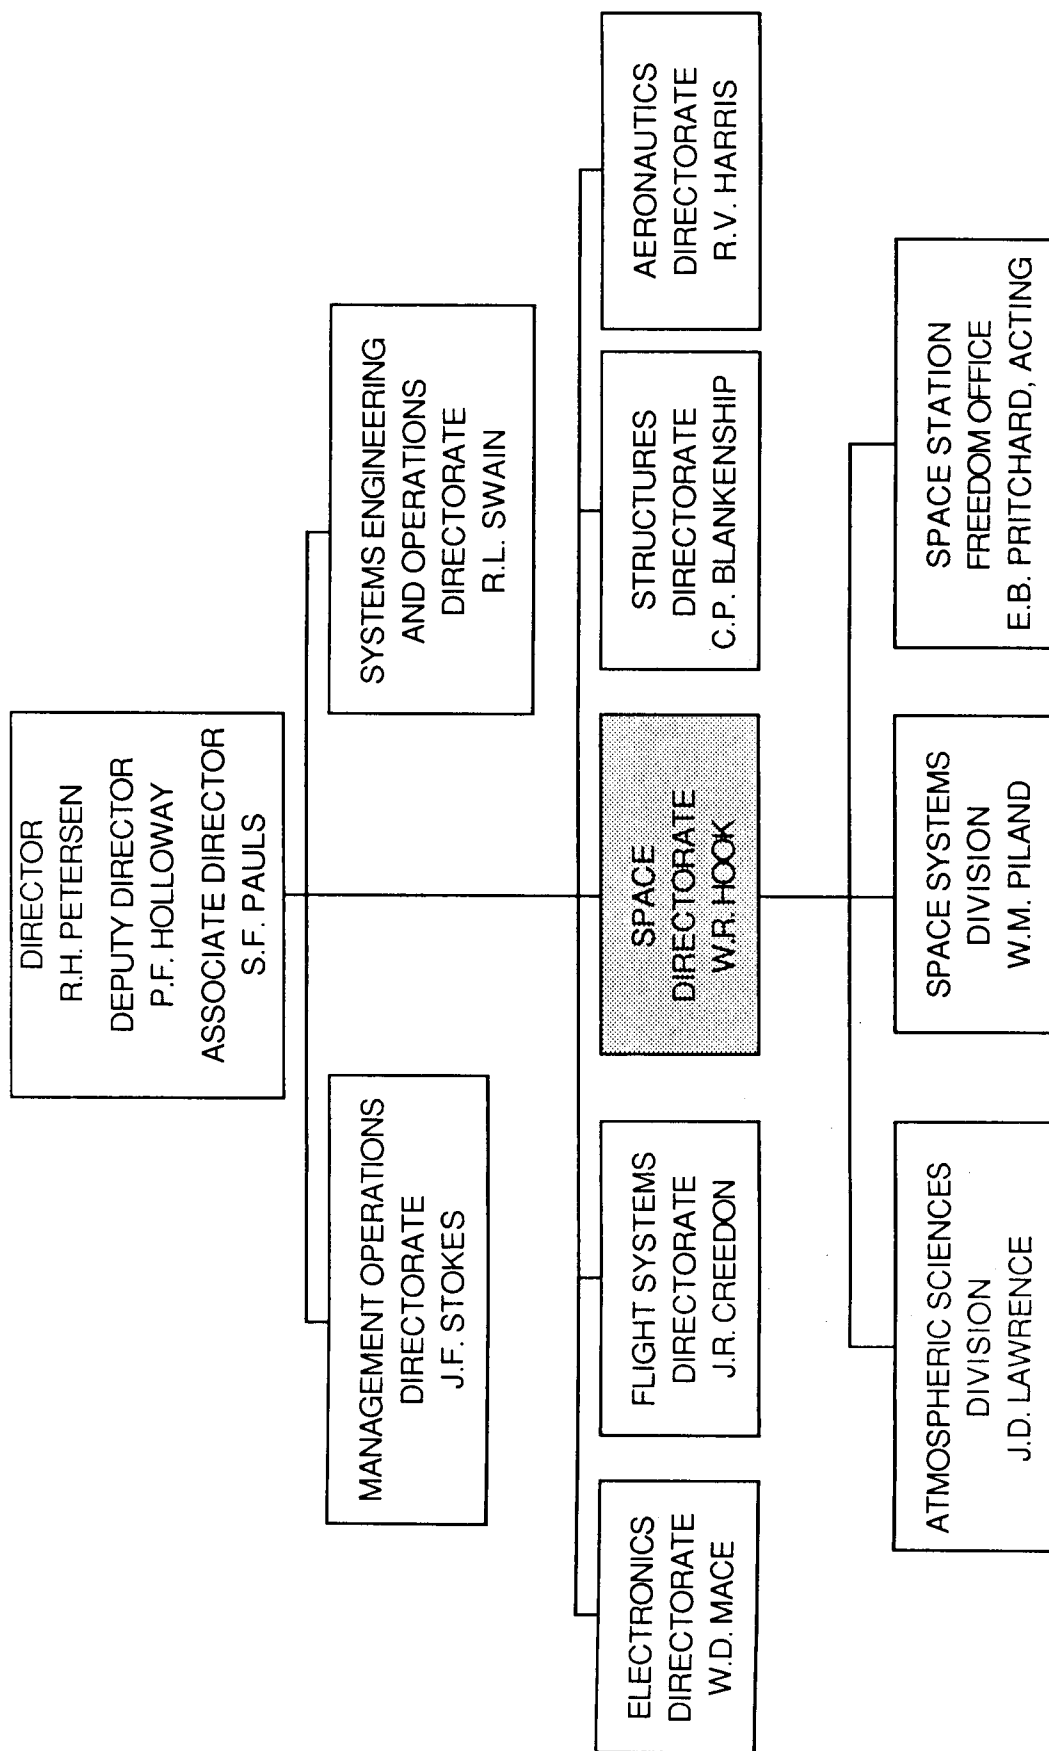 DIRECTOR
R.H. PETERSEN
DEPUTY DIRECTOR
P.F. HOLLOWAY
ASSOCIATE DIRECTOR
S.F. PAULS
MANAGEMENT OPERATIONS
DIRECTORATE
J.F. STOKES
SYSTEMS ENGINEERING
AND OPERATIONS
DIRECTORATE
R.L. SWAIN
ELECTRONICS
DIRECTORATE
W.D. MACE
FLIGHT SYSTEMS
DIRECTORATE
J.R. CREEDON
SPACE
DIRECTORATE
W.R. HOOK
STRUCTURES
DIRECTORATE
C.P. BLANKENSHIP
AERONAUTICS
DIRECTORATE
R.V. HARRIS
ATMOSPHERIC SCIENCES
DIVISION
J.D. LAWRENCE
SPACE SYSTEMS
DIVISION
W.M. PILAND
SPACE STATION
FREEDOM OFFICE
E.B. PRITCHARD, ACTING